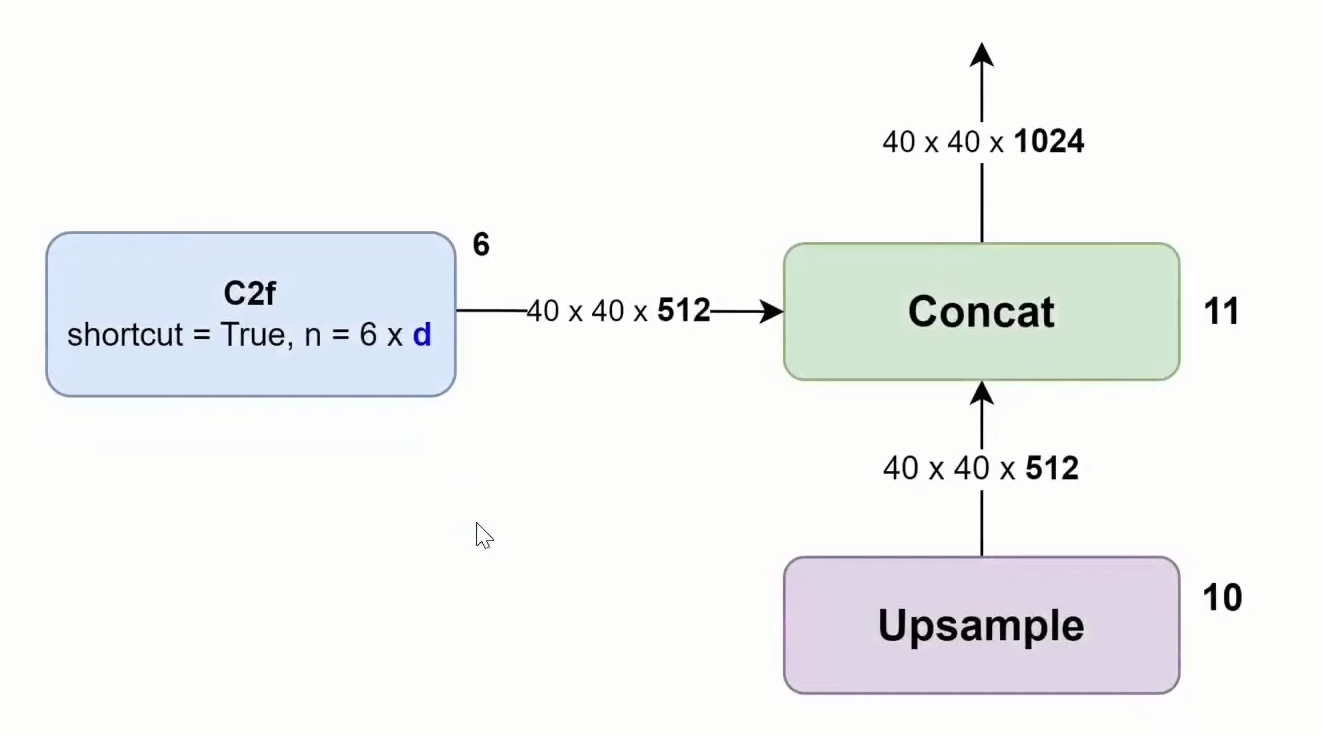 40 x 40 x 1024
6
C2f
shortcut = True, n = 6 x d
40 x 40 x 512
Concat
11
40 x 40 x 512
Upsample
10